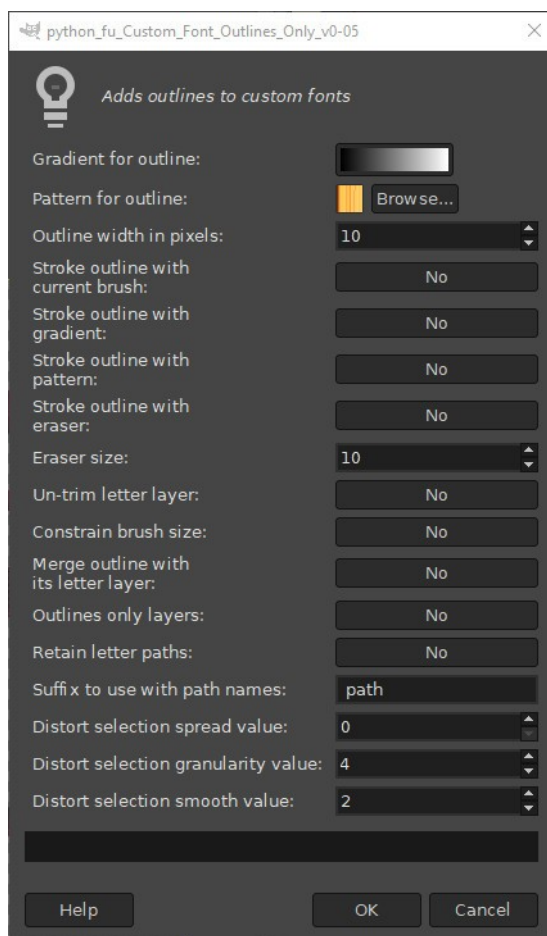 python_fu_Custom_Font_Outlines_Only_v0-05
Adds outlines to custom fonts
Gradient for outline:
Pattern for outline: Browse...
Outline width in pixels: 10
Stroke outline with
current brush: No
Stroke outline with
gradient: No
Stroke outline with
pattern: No
Stroke outline with
eraser: No
Eraser size: 10
Un-trim letter layer: No
Constrain brush size: No
Merge outline with
its letter layer: No
Outlines only layers: No
Retain letter paths: No
Suffix to use with path names: path
Distort selection spread value: 0
Distort selection granularity value: 4
Distort selection smooth value: 2
Help OK Cancel